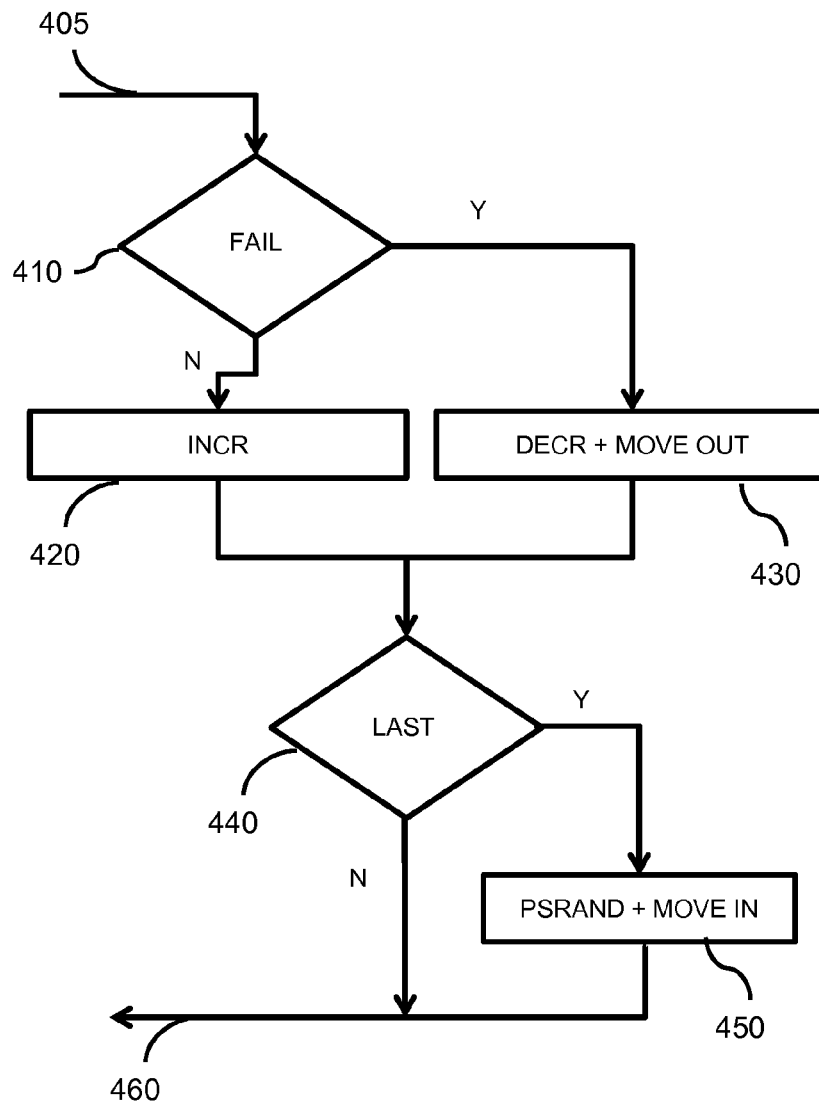 405
FAIL
Y
410
N
INCR
DECR + MOVE OUT
420
430
Y
LAST
440
N
PSRAND + MOVE IN
450
460